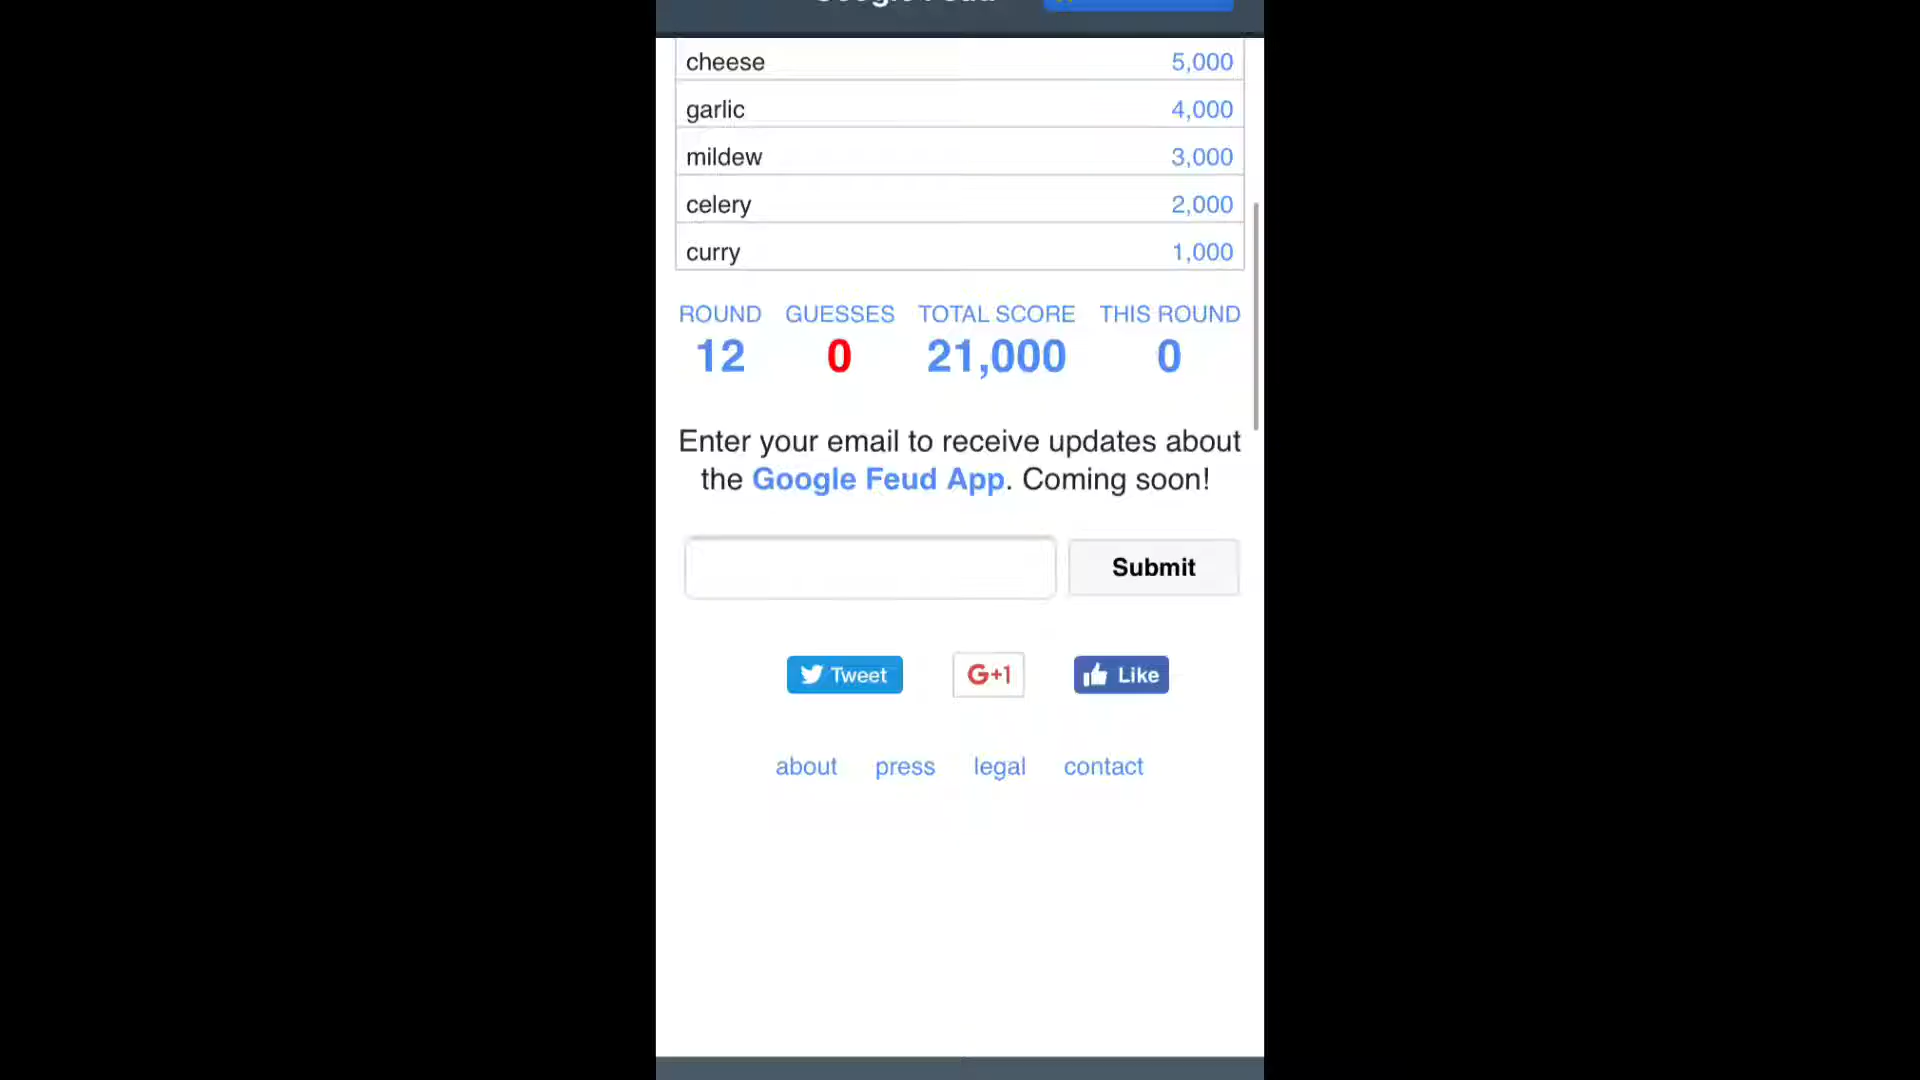 Google Feud
cheese 5,000
garlic 4,000
mildew 3,000
celery 2,000
curry 1,000
ROUND GUESSES TOTAL SCORE THIS ROUND
12 0 21,000 0
Enter your email to receive updates about
the Google Feud App. Coming soon!
Submit
Tweet G+1 Like
about press legal contact